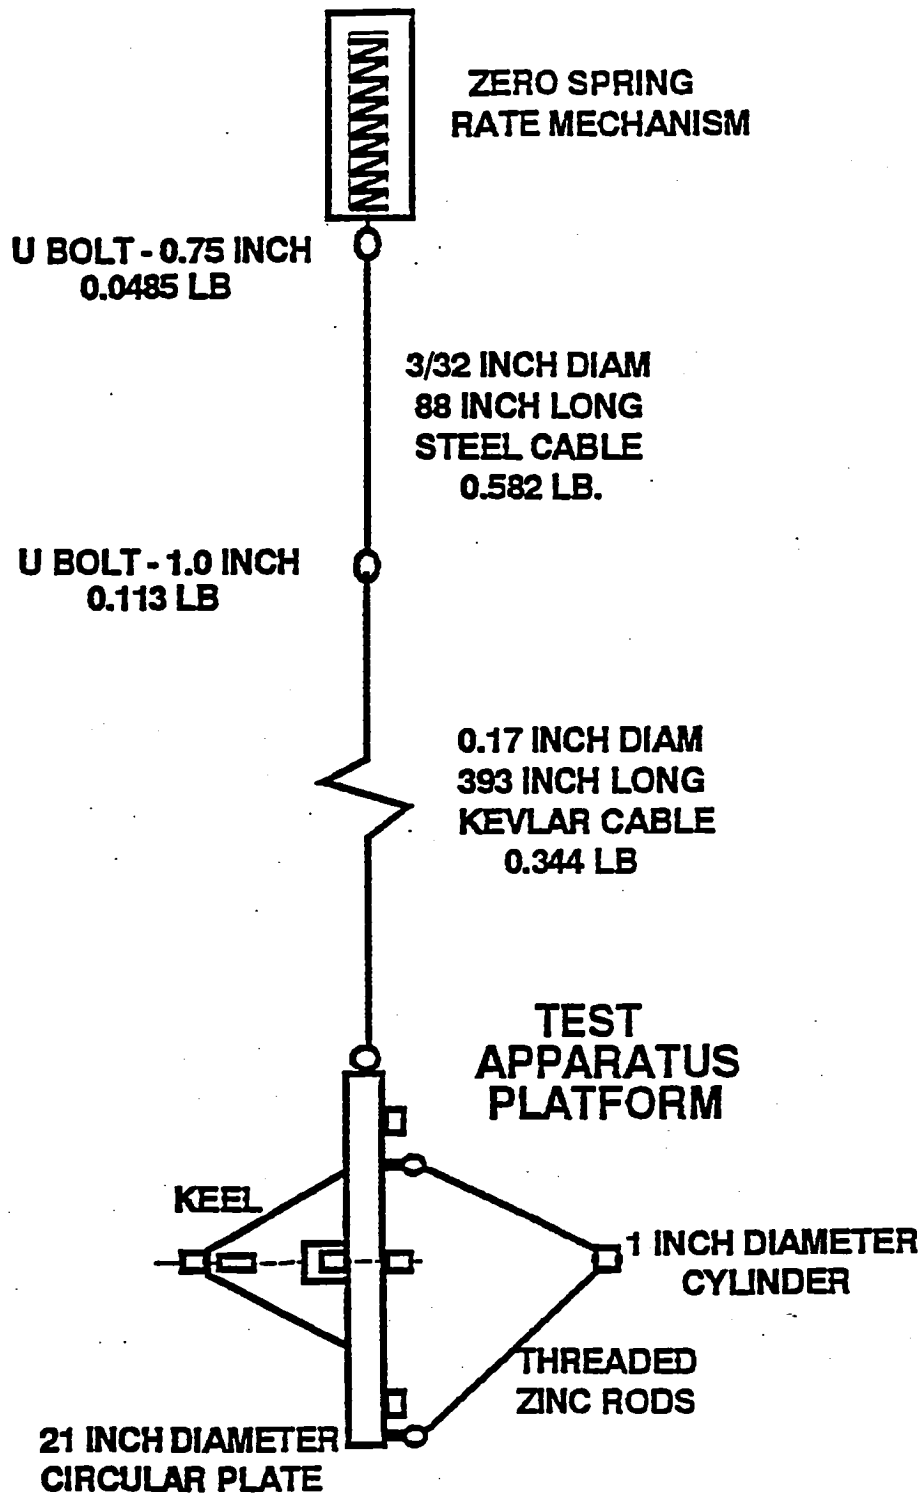 ZERO SPRING
RATE MECHANISM
U BOLT - 0.75 INCH
0.0485 LB
3/32 INCH DIAM
88 INCH LONG
STEEL CABLE
0.582 LB.
U BOLT - 1.0 INCH
0.113 LB
0.17 INCH DIAM
393 INCH LONG
KEVLAR CABLE
0.344 LB
TEST
APPARATUS
PLATFORM
KEEL
1 INCH DIAMETER
CYLINDER
THREADED
ZINC RODS
21 INCH DIAMETER
CIRCULAR PLATE